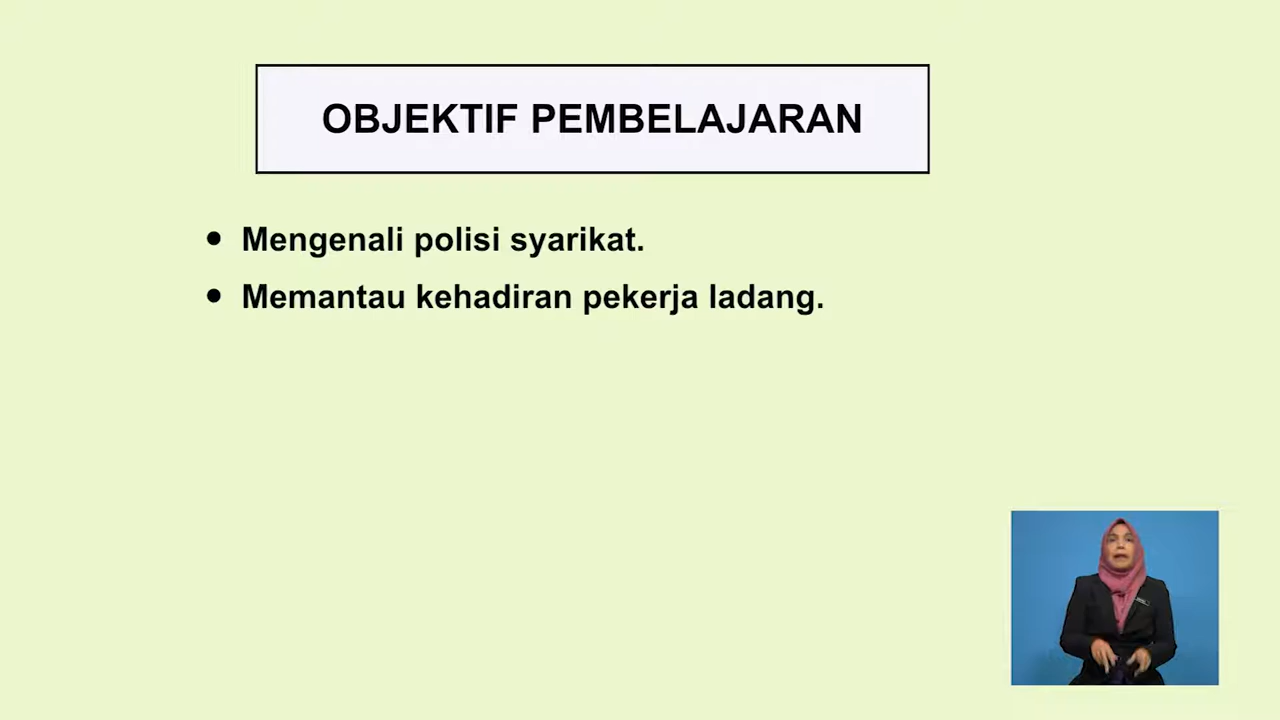 OBJEKTIF PEMBELAJARAN
• Mengenali polisi syarikat.
• Memantau kehadiran pekerja ladang.